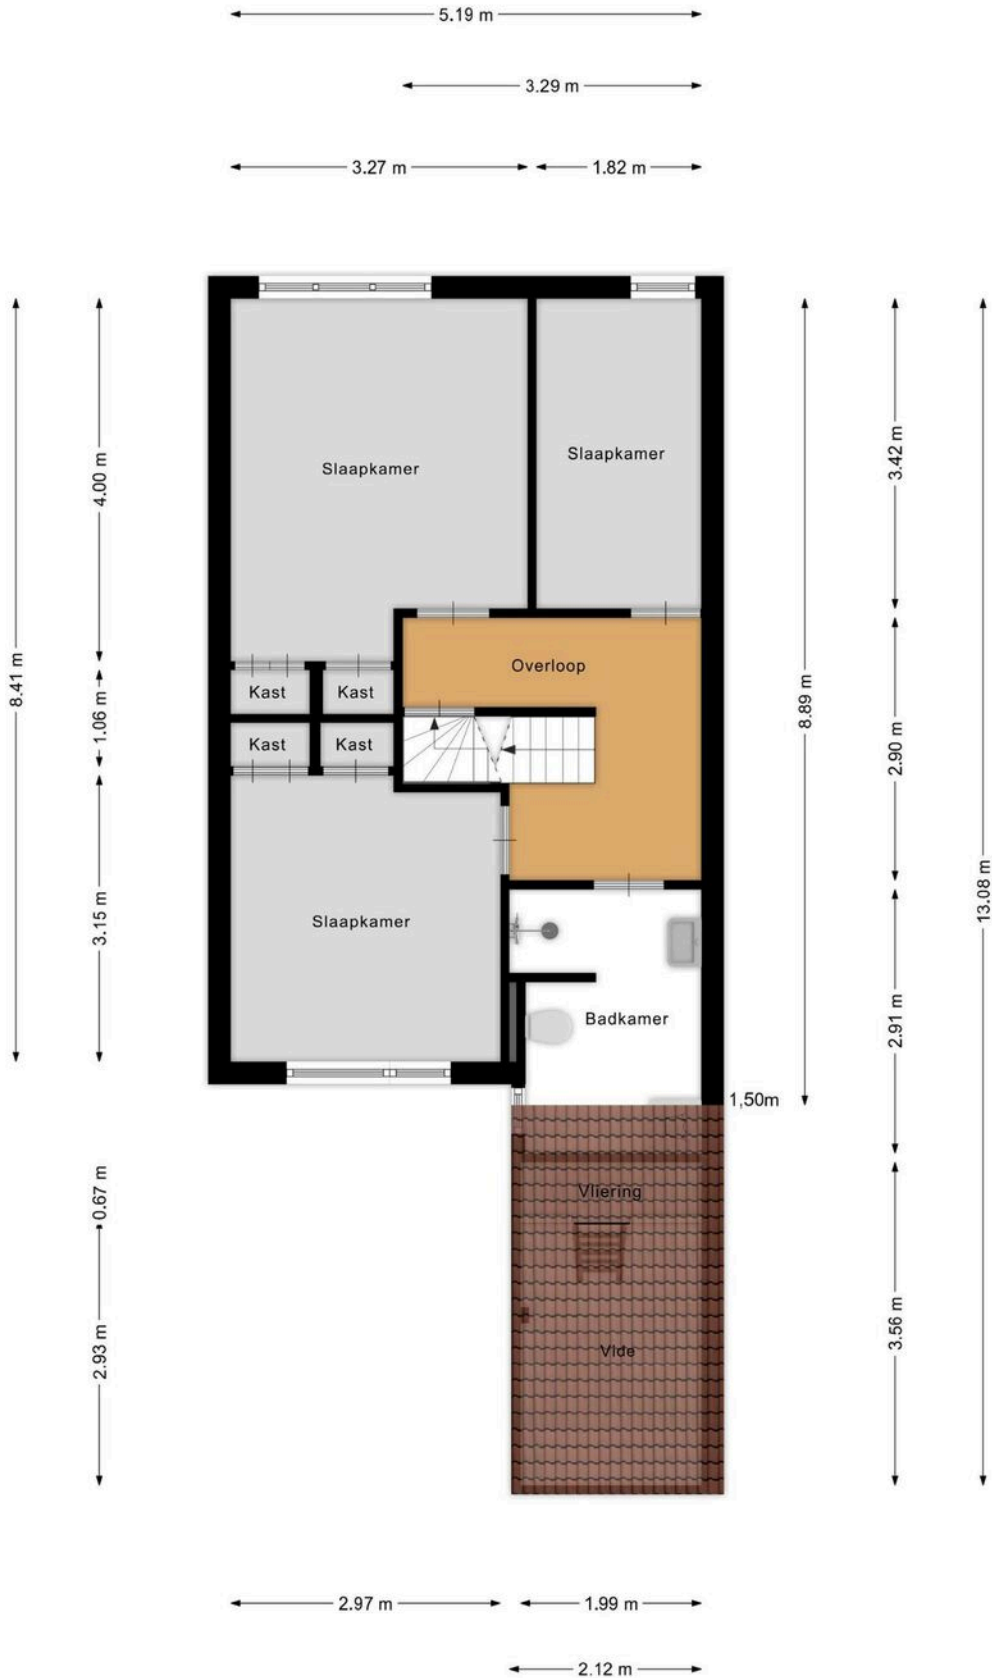 5.19 m
3.29 m
3.27 m
1.82 m
4.00 m
1.06 m
3.15 m
0.67 m
2.93 m
8.41 m
Slaapkamer
Slaapkamer
Overloop
Kast
Kast
Kast
Kast
Slaapkamer
Badkamer
1,50m
Vliering
Vide
3.42 m
2.90 m
2.91 m
3.56 m
8.89 m
13.08 m
2.97 m
1.99 m
2.12 m